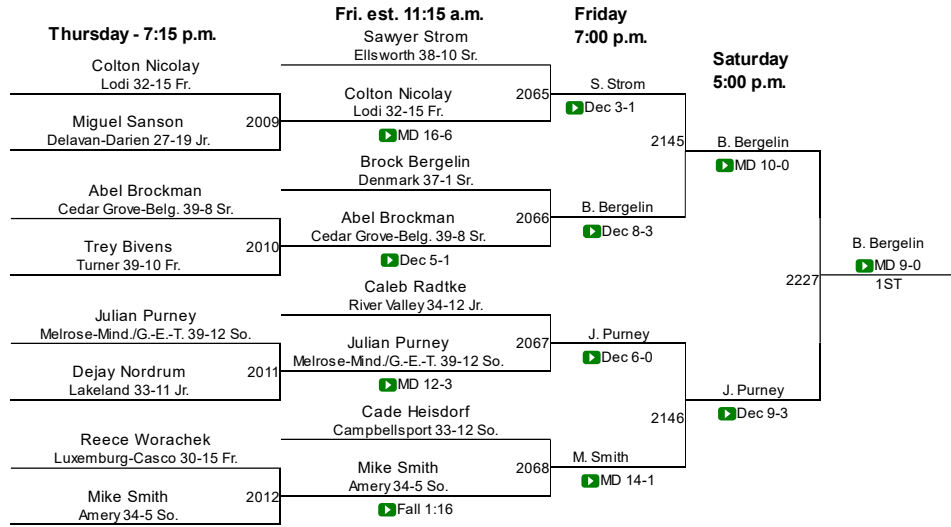 Thursday - 7:15 p.m.
Colton Nicolay
Lodi 32-15 Fr.
Miguel Sanson
Delavan-Darien 27-19 Jr.
2009
Abel Brockman
Cedar Grove-Belg. 39-8 Sr.
Trey Bivens
Turner 39-10 Fr.
2010
Julian Purney
Melrose-Mind./G.-E.-T. 39-12 So.
Dejay Nordrum
Lakeland 33-11 Jr.
2011
Reece Worachek
Luxemburg-Casco 30-15 Fr.
Mike Smith
Amery 34-5 So.
2012
Fri. est. 11:15 a.m.
Sawyer Strom
Ellsworth 38-10 Sr.
Colton Nicolay
Lodi 32-15 Fr.
MD 16-6
2065
Brock Bergelin
Denmark 37-1 Sr.
Abel Brockman
Cedar Grove-Belg. 39-8 Sr.
Dec 5-1
2066
Caleb Radtke
River Valley 34-12 Jr.
Julian Purney
Melrose-Mind./G.-E.-T. 39-12 So.
MD 12-3
2067
Cade Heisdorf
Campbellsport 33-12 So.
Mike Smith
Amery 34-5 So.
Fall 1:16
2068
Friday
7:00 p.m.
S. Strom
Dec 3-1
2145
B. Bergelin
Dec 8-3
J. Purney
Dec 6-0
2146
M. Smith
MD 14-1
Saturday
5:00 p.m.
B. Bergelin
MD 10-0
2227
J. Purney
Dec 9-3
B. Bergelin
MD 9-0
1ST